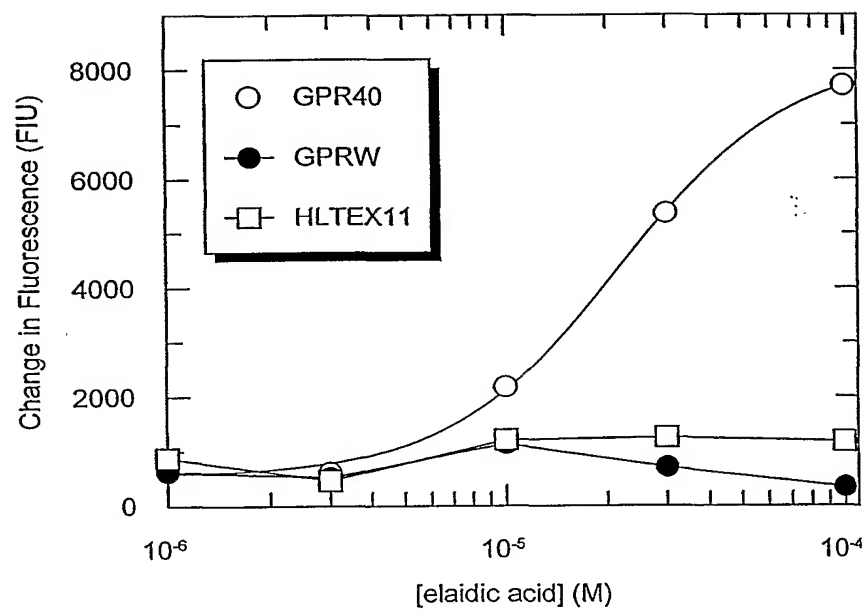 Change in Fluorescence (FIU)
8000
6000
4000
2000
0
GPR40
GPRW
HLTEX11
10⁻⁶
10⁻⁵
10⁻⁴
[elaidic acid] (M)